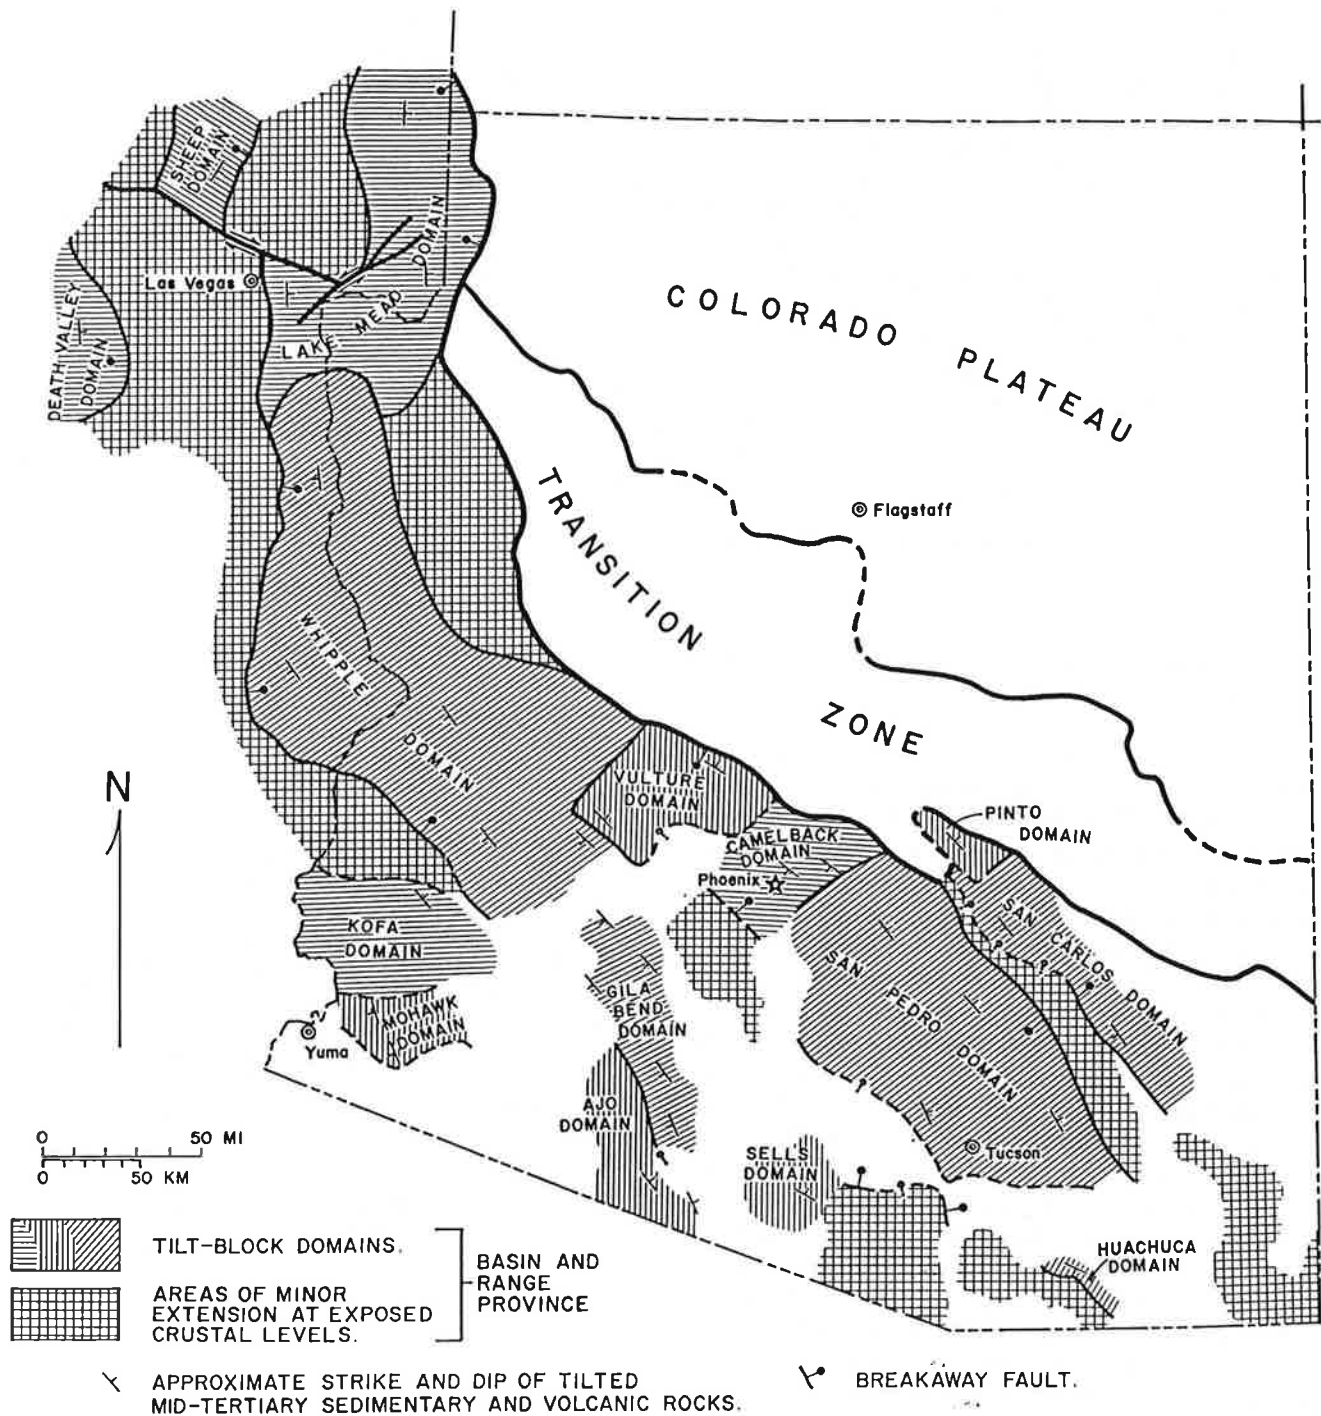 SHEEP
DOMAIN
LAKE MEAD DOMAIN
Las Vegas
DEATH VALLEY
DOMAIN
COLORADO PLATEAU
Flagstaff
TRANSITION
ZONE
WHIPPLE
DOMAIN
N
VULTURE
DOMAIN
PINTO
DOMAIN
CAMELBACK
DOMAIN
Phoenix
KOFA
DOMAIN
SAN CARLOS DOMAIN
SAN PEDRO DOMAIN
GILA
BEND
DOMAIN
MOHAWK
DOMAIN
Yuma
AJO
DOMAIN
SELLS
DOMAIN
Tucson
HUACHUCA
DOMAIN
0 50 MI
0 50 KM
TILT-BLOCK DOMAINS.
AREAS OF MINOR
EXTENSION AT EXPOSED
CRUSTAL LEVELS.
BASIN AND
RANGE
PROVINCE
APPROXIMATE STRIKE AND DIP OF TILTED
MID-TERTIARY SEDIMENTARY AND VOLCANIC ROCKS.
BREAKAWAY FAULT.